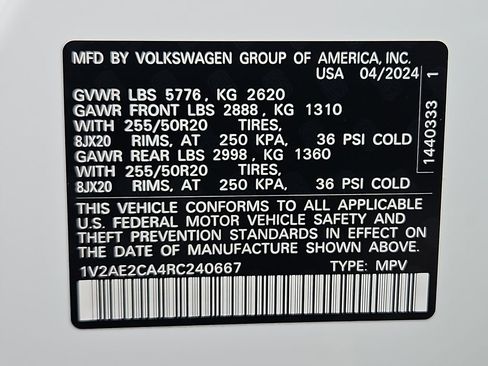 MFD BY VOLKSWAGEN GROUP OF AMERICA, INC.
USA 04/2024
GVWR LBS 5776 , KG 2620
GAWR FRONT LBS 2888 , KG 1310
WITH 255/50R20 TIRES,
8JX20 RIMS, AT 250 KPA, 36 PSI COLD
GAWR REAR LBS 2998 , KG 1360
WITH 255/50R20 TIRES,
8JX20 RIMS, AT 250 KPA, 36 PSI COLD
THIS VEHICLE CONFORMS TO ALL APPLICABLE
U.S. FEDERAL MOTOR VEHICLE SAFETY AND
THEFT PREVENTION STANDARDS IN EFFECT ON
THE DATE OF MANUFACTURE SHOWN ABOVE.
1V2AE2CA4RC240667 TYPE: MPV
1440333 1